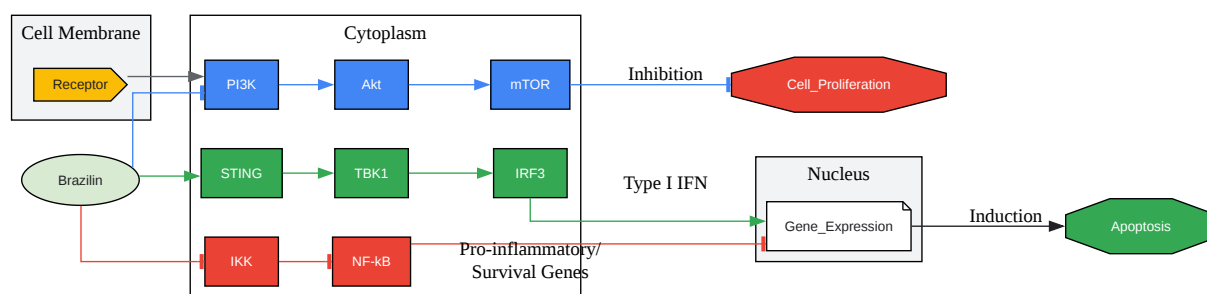 Cell Membrane
Cytoplasm
Receptor
PI3K
Akt
mTOR
Inhibition
Cell_Proliferation
Brazilin
STING
TBK1
IRF3
Type I IFN
Nucleus
Gene_Expression
Induction
Apoptosis
IKK
NF-kB
Pro-inflammatory/
Survival Genes